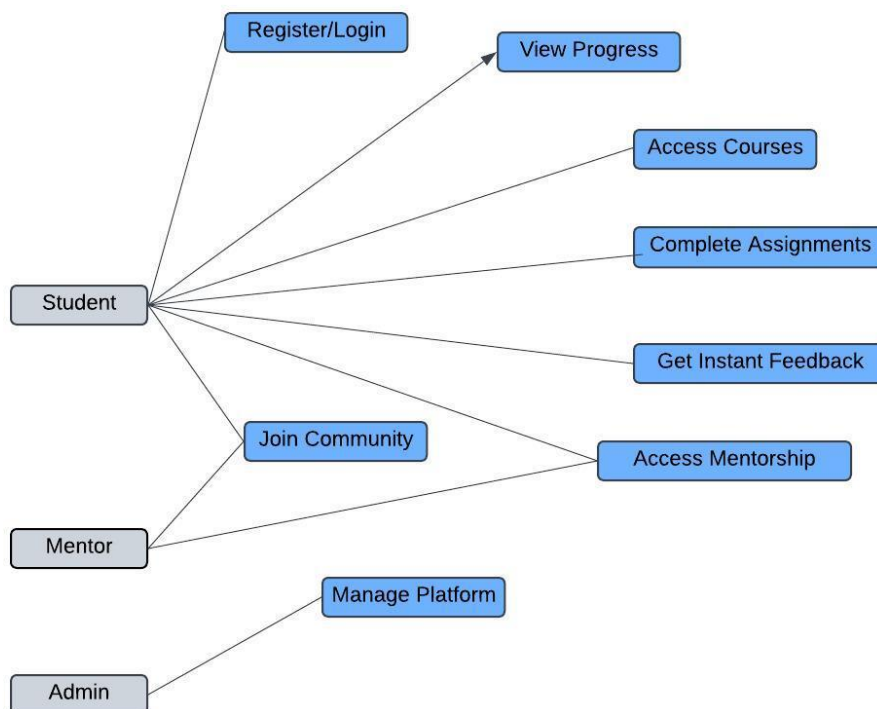 Register/Login
View Progress
Access Courses
Complete Assignments
Student
Get Instant Feedback
Join Community
Access Mentorship
Mentor
Manage Platform
Admin